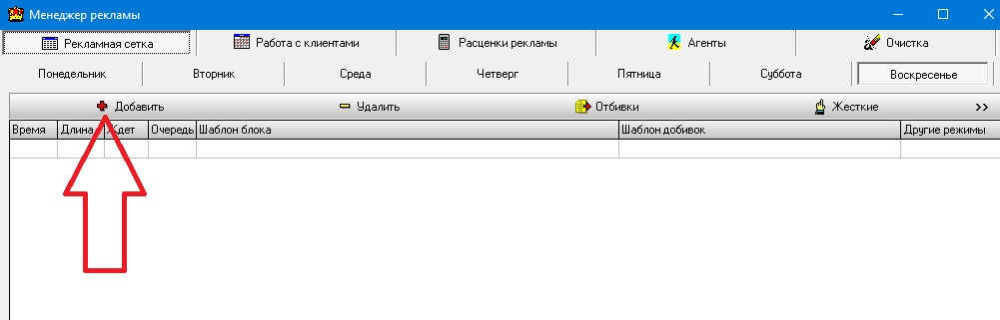 Менеджер рекламы
Рекламная сетка Работа с клиентами Расценки рекламы Агенты Очистка
Понедельник Вторник Среда Четверг Пятница Суббота Воскресенье
Добавить Удалить Отбивки Жесткие >>
Время Длина Ждет Очередь Шаблон блока Шаблон добивок Другие режимы